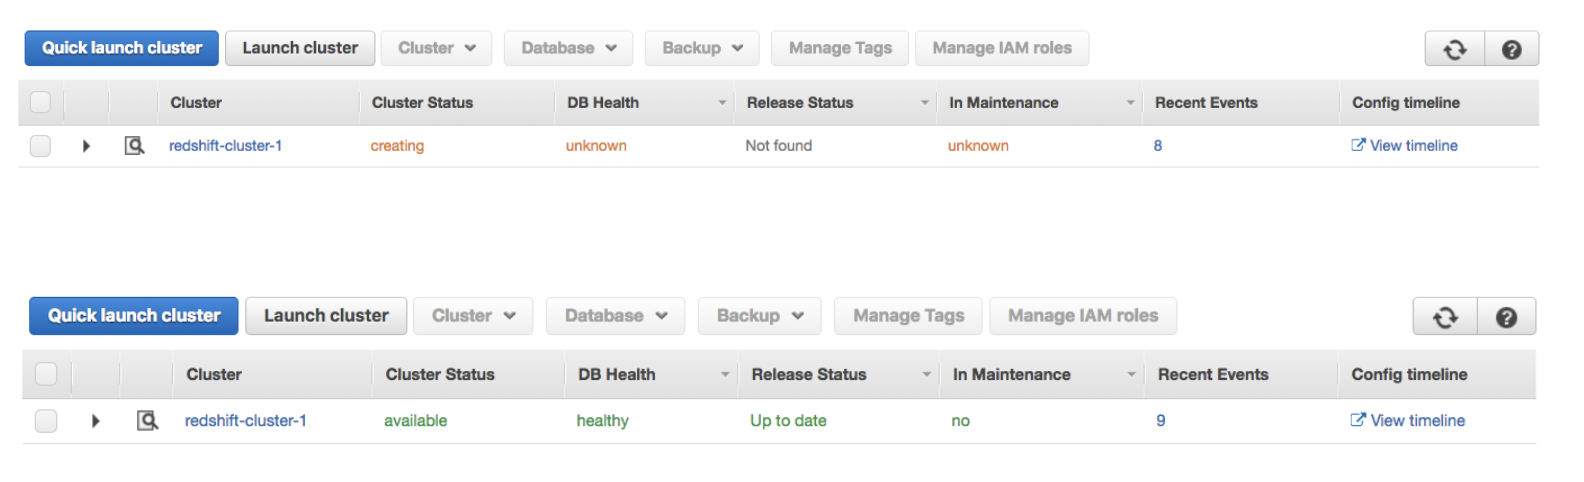 Quick launch cluster Launch cluster Cluster Database Backup Manage Tags Manage IAM roles
Cluster Cluster Status DB Health Release Status In Maintenance Recent Events Config timeline
redshift-cluster-1 creating unknown Not found unknown 8 View timeline
Quick launch cluster Launch cluster Cluster Database Backup Manage Tags Manage IAM roles
Cluster Cluster Status DB Health Release Status In Maintenance Recent Events Config timeline
redshift-cluster-1 available healthy Up to date no 9 View timeline